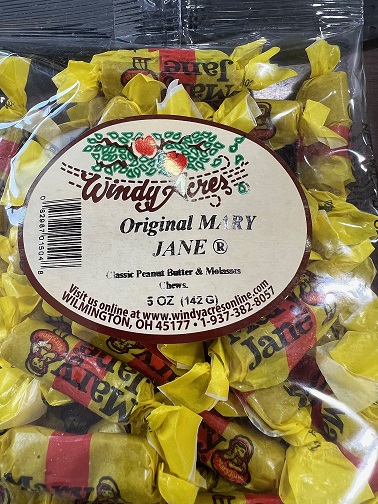 Windy Acres
Original MARY
JANE ®
Classic Peanut Butter & Molasses
Chews.
5 OZ (142 G)
Visit us online at www.windyacresonline.com
WILMINGTON, OH 45177 • 1-937-382-8057
Mary
Jane
Mary
Jane
Mary
Mary